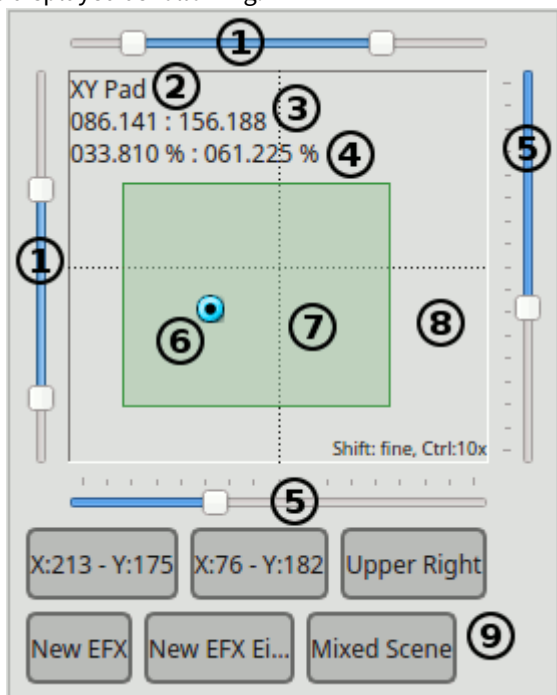 ①
XY Pad ②
086.141 : 156.188 ③
033.810 % : 061.225 % ④
⑤
①
⑥
⑦
⑧
Shift: fine, Ctrl:10x
⑤
X:213 - Y:175 X:76 - Y:182 Upper Right
New EFX New EFX Ei... Mixed Scene ⑨